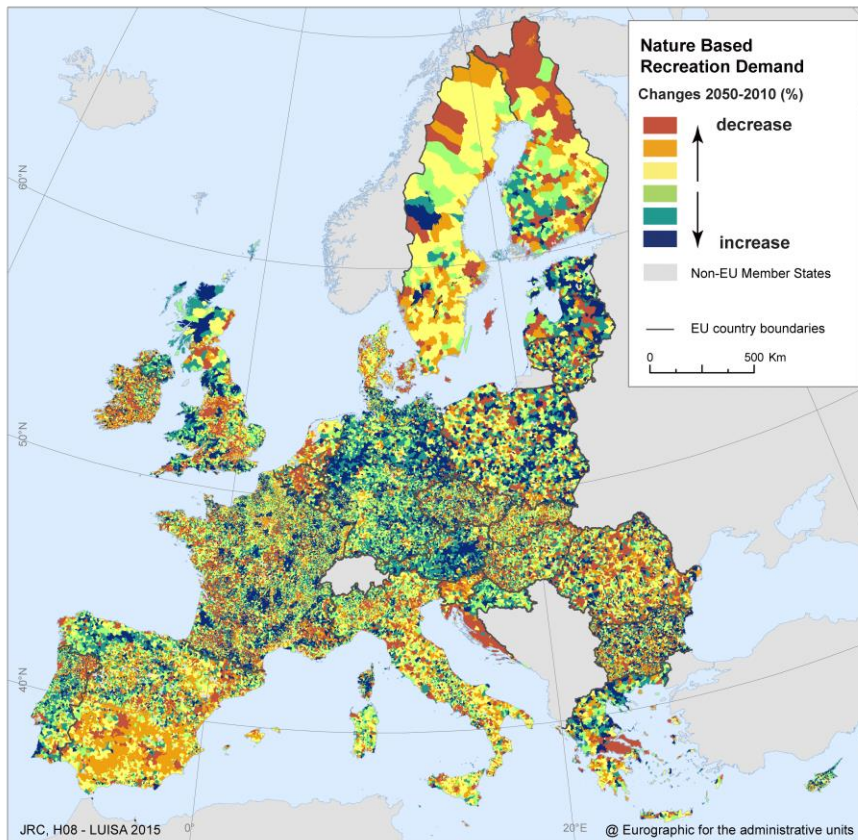 Nature Based
Recreation Demand
Changes 2050-2010 (%)
decrease
increase
Non-EU Member States
EU country boundaries
0 500 Km
60°N
50°N
40°N
0°
20°E
JRC, H08 - LUISA 2015
@ Eurographic for the administrative units